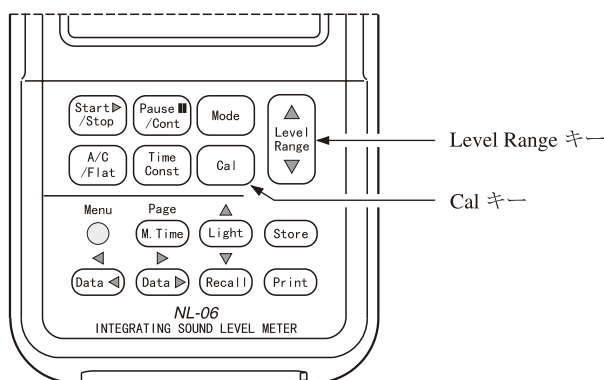 Start▶
/Stop
Pause❚❚
/Cont
Mode
▲
Level
Range
▼
A/C
/Flat
Time
Const
Cal
Level Range キー
Cal キー
Menu
Page
▲
M. Time
Light
Store
◀
▶
▼
Data ◀
Data ▶
Recall
Print
NL-06
INTEGRATING SOUND LEVEL METER